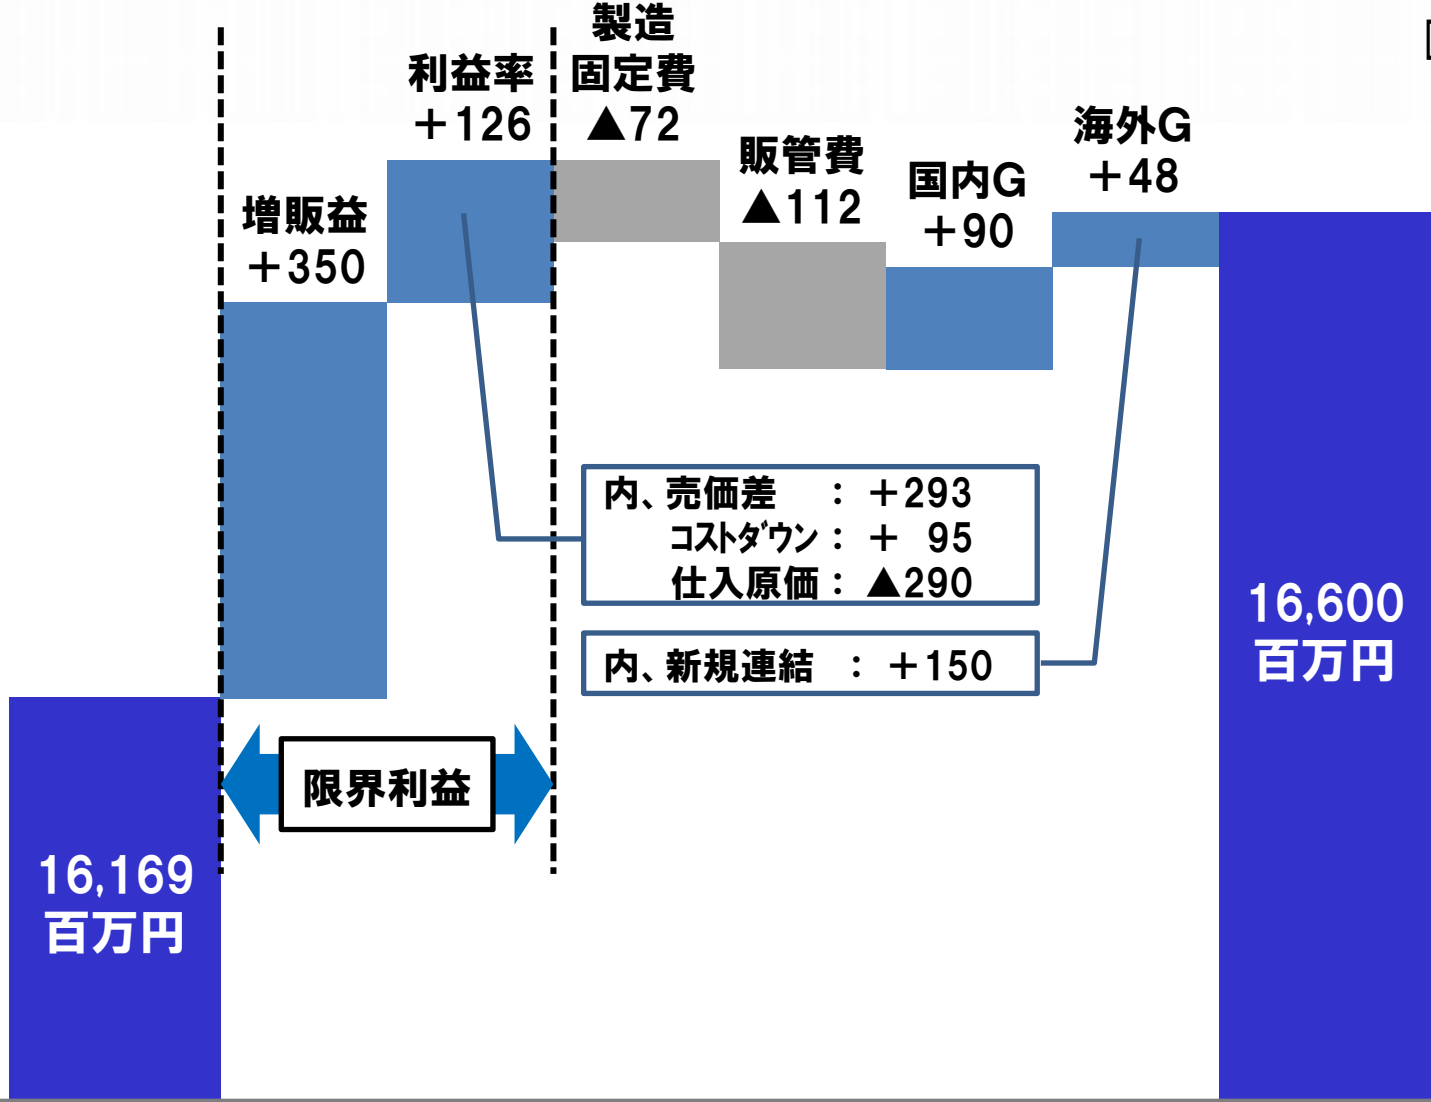 増販益
＋350
利益率
＋126
製造
固定費
▲72
販管費
▲112
国内G
＋90
海外G
＋48
内、売価差 ： ＋293
コストダウン： ＋ 95
仕入原価： ▲290
内、新規連結 ： ＋150
限界利益
16,169
百万円
16,600
百万円